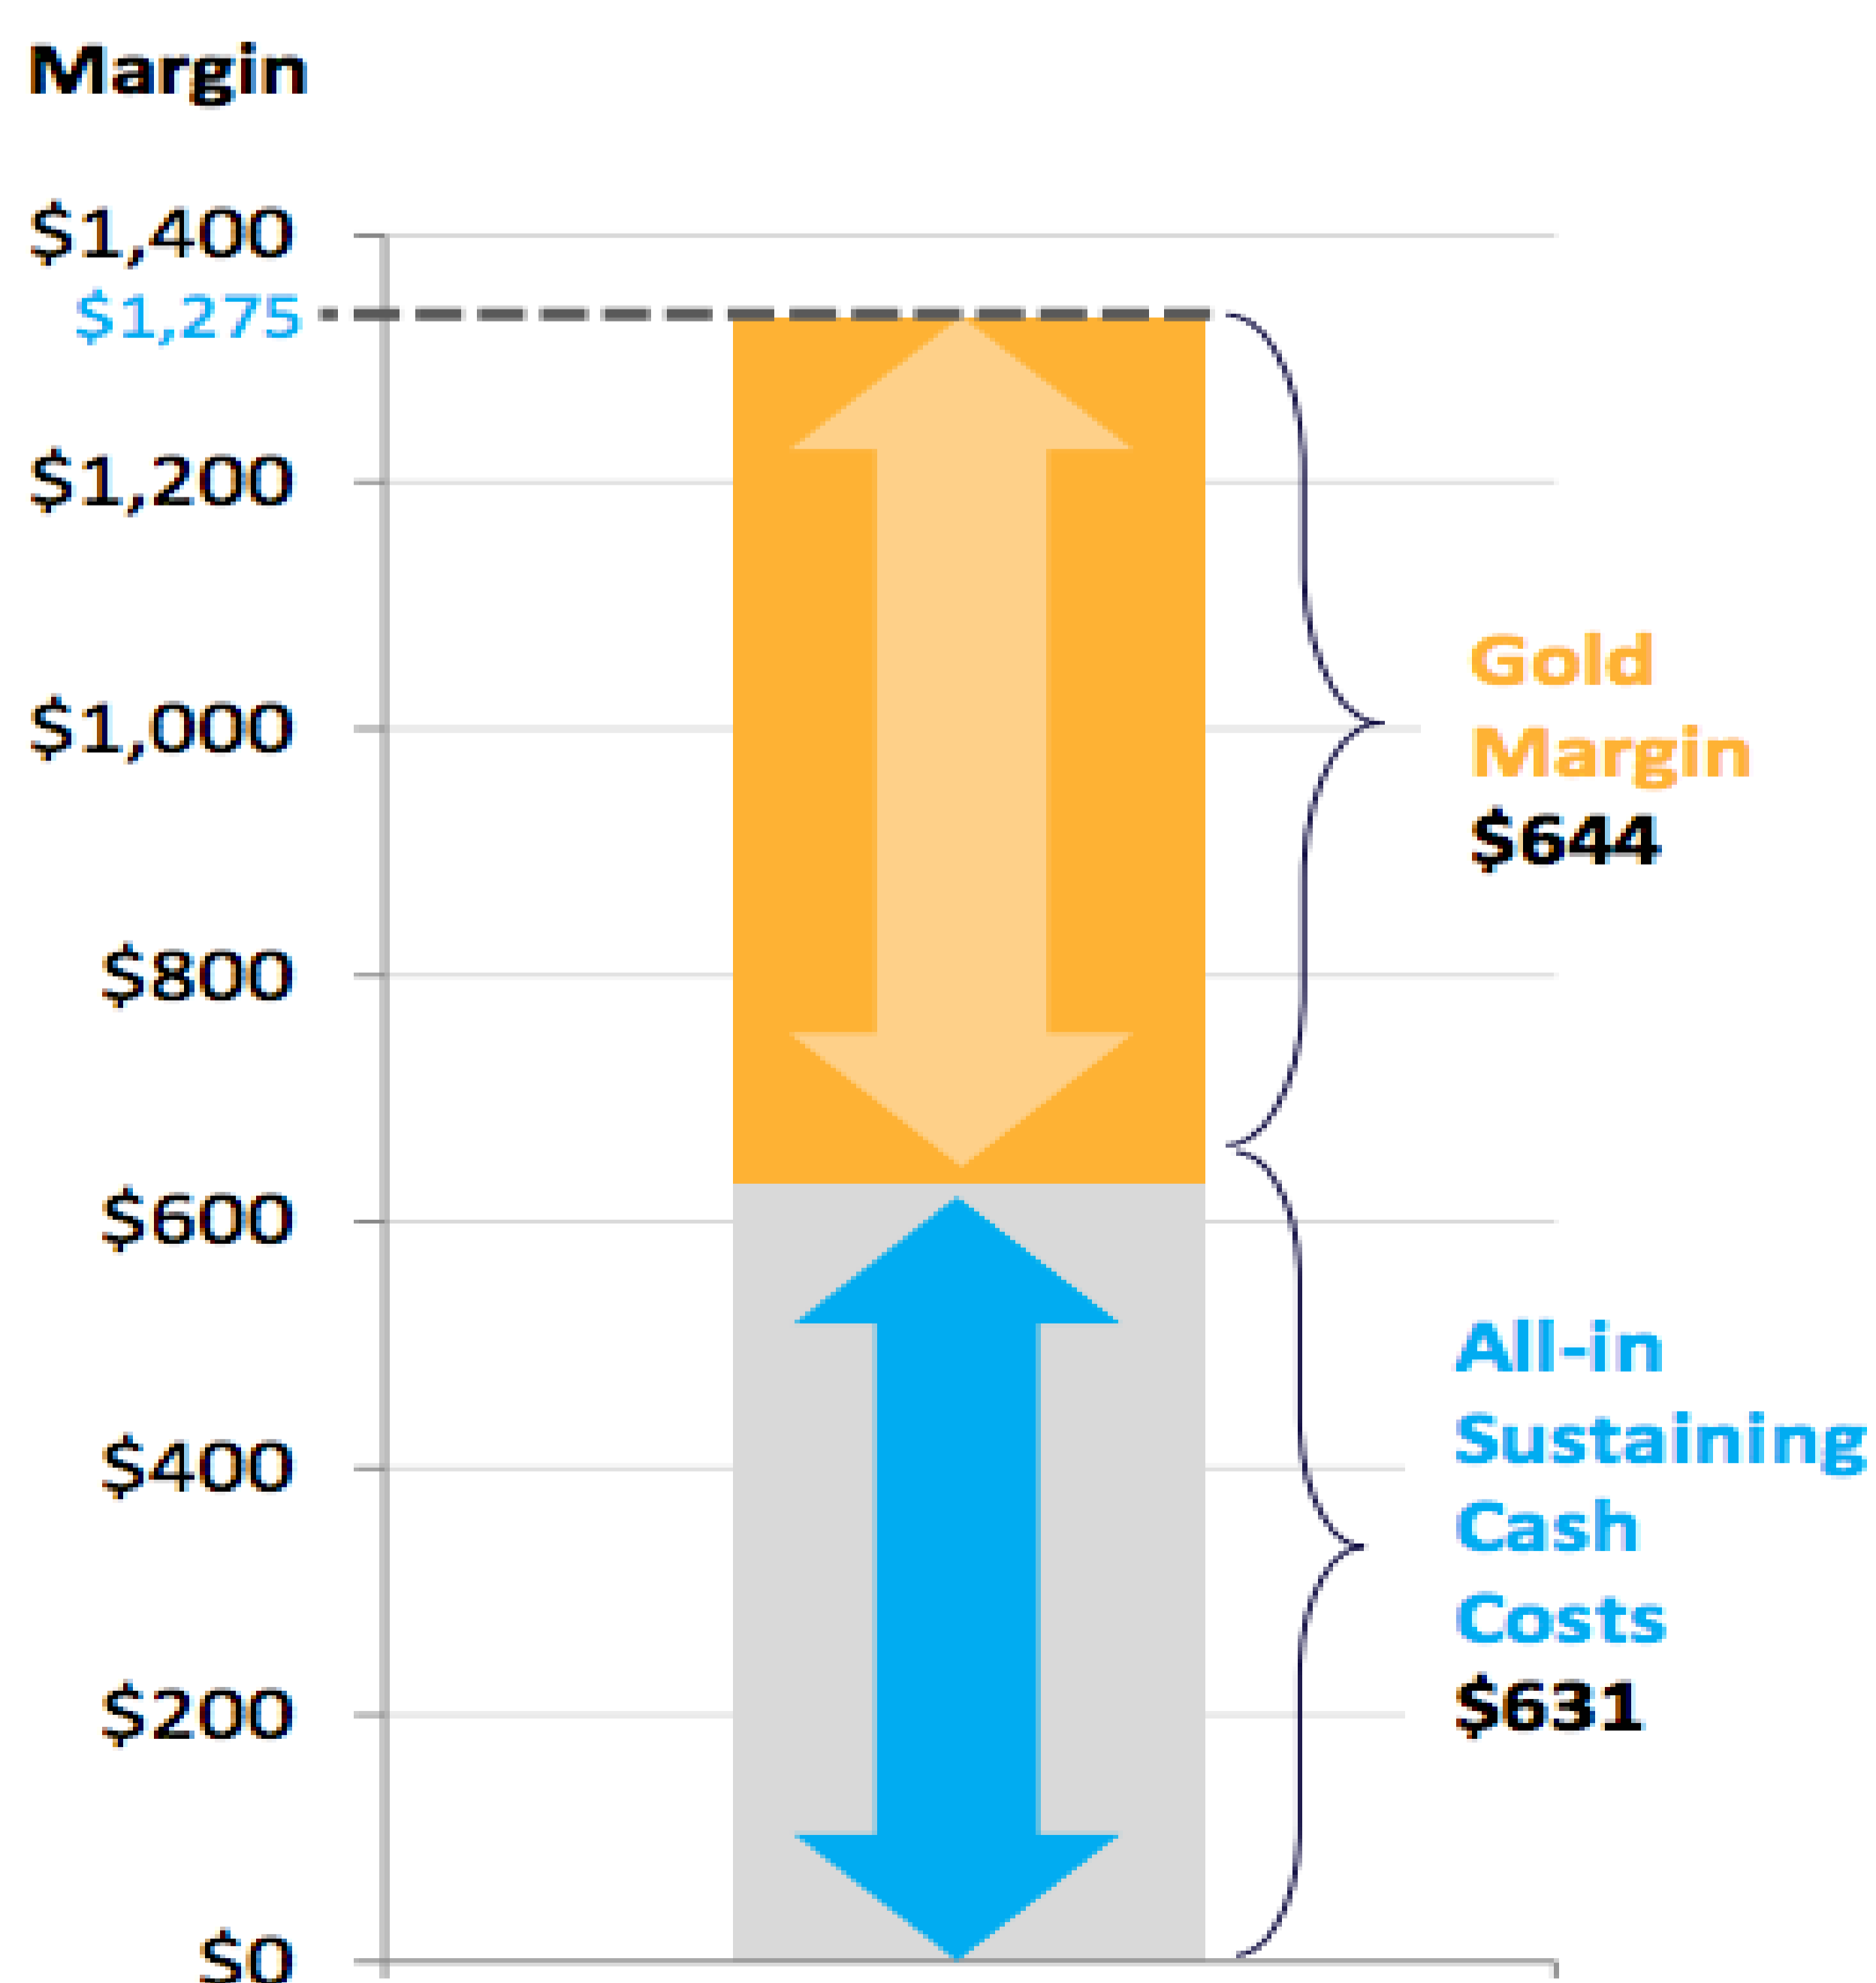 Margin
$1,400
$1,275
$1,200
$1,000
$800
$600
$400
$200
$0
Gold
Margin
$644
All-in
Sustaining
Cash
Costs
$631